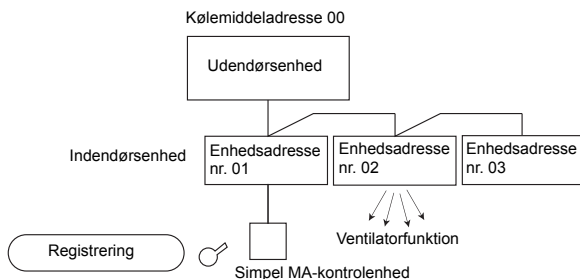 Kølemiddeladresse 00
Udendørsenhed
Indendørsenhed
Enhedsadresse
nr. 01
Enhedsadresse
nr. 02
Enhedsadresse
nr. 03
Ventilatorfunktion
Registrering
Simpel MA-kontrolenhed